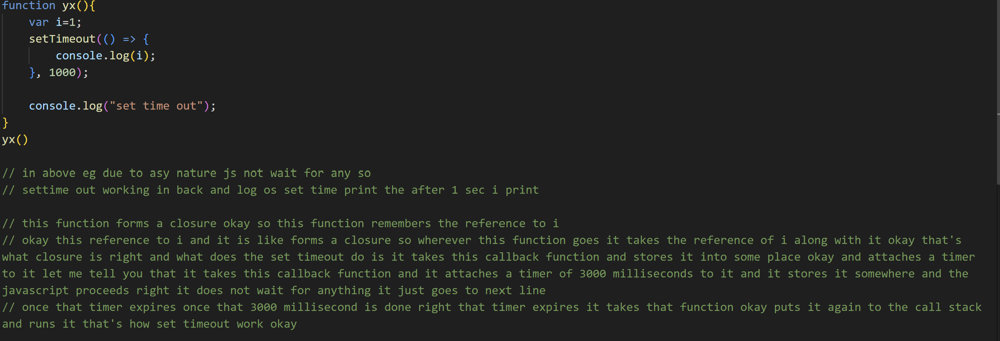 function yx(){
    var i=1;
    setTimeout(() => {
        console.log(i);
    }, 1000);

    console.log("set time out");
}
yx()

// in above eg due to asy nature js not wait for any so
// settime out working in back and log os set time print the after 1 sec i print

// this function forms a closure okay so this function remembers the reference to i
// okay this reference to i and it is like forms a closure so wherever this function goes it takes the reference of i along with it okay that's
what closure is right and what does the set timeout do is it takes this callback function and stores it into some place okay and attaches a timer
to it let me tell you that it takes this callback function and it attaches a timer of 3000 milliseconds to it and it stores it somewhere and the
javascript proceeds right it does not wait for anything it just goes to next line
// once that timer expires once that 3000 millisecond is done right that timer expires it takes that function okay puts it again to the call stack
and runs it that's how set timeout work okay